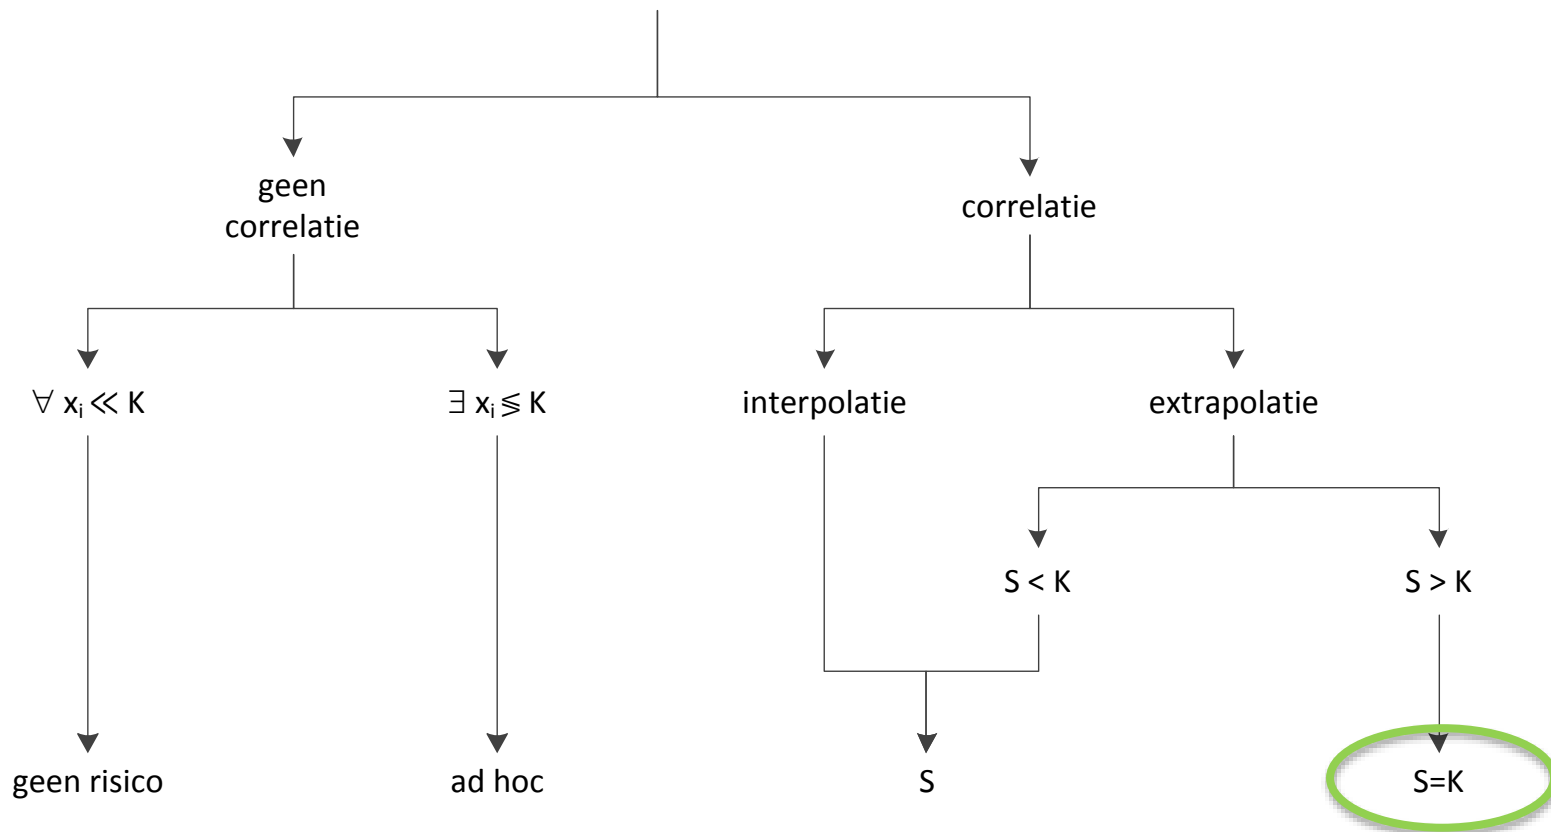 geen
correlatie
correlatie
∀ xᵢ ≪ K
∃ xᵢ ≶ K
interpolatie
extrapolatie
S < K
S > K
geen risico
ad hoc
S
S=K